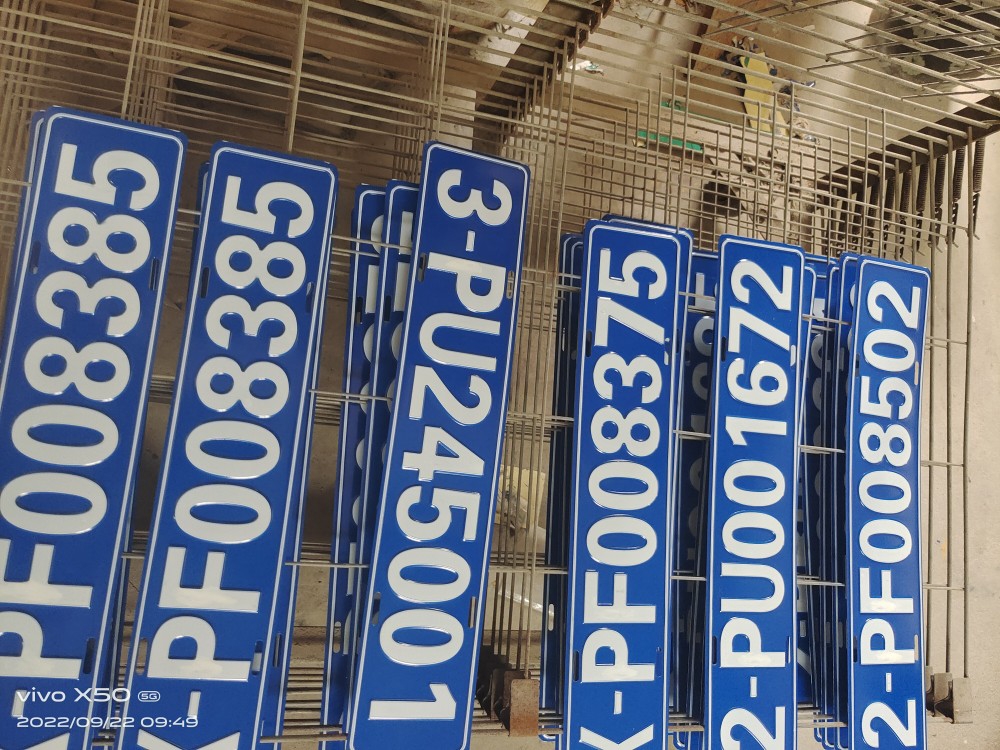 -PF008385
K-PF008385
3-PU245001
K-PF008375
2-PU001672
2-PF008502
vivo X50 5G
2022/09/22 09:49